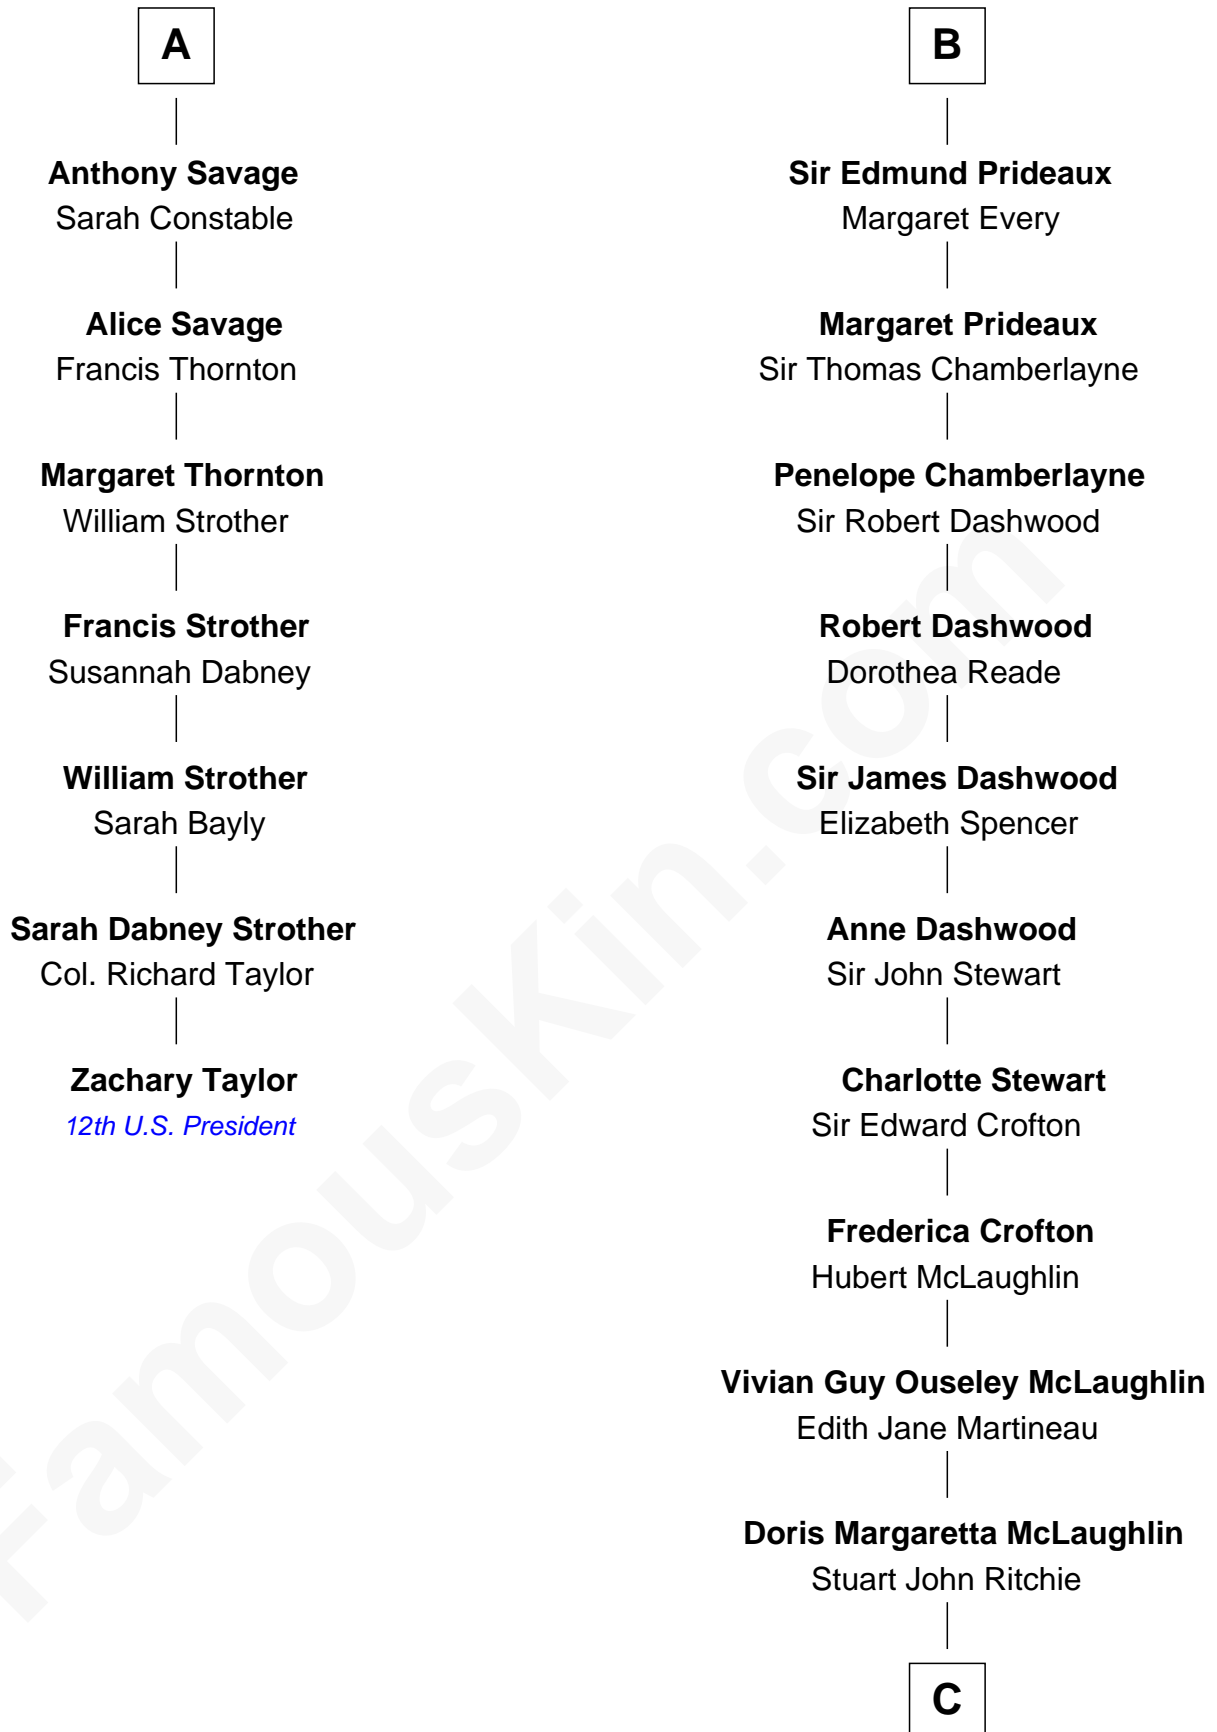 A
Anthony Savage
Sarah Constable
Alice Savage
Francis Thornton
Margaret Thornton
William Strother
Francis Strother
Susannah Dabney
William Strother
Sarah Bayly
Sarah Dabney Strother
Col. Richard Taylor
Zachary Taylor
12th U.S. President
B
Sir Edmund Prideaux
Margaret Every
Margaret Prideaux
Sir Thomas Chamberlayne
Penelope Chamberlayne
Sir Robert Dashwood
Robert Dashwood
Dorothea Reade
Sir James Dashwood
Elizabeth Spencer
Anne Dashwood
Sir John Stewart
Charlotte Stewart
Sir Edward Crofton
Frederica Crofton
Hubert McLaughlin
Vivian Guy Ouseley McLaughlin
Edith Jane Martineau
Doris Margaretta McLaughlin
Stuart John Ritchie
C
FamousKin.com